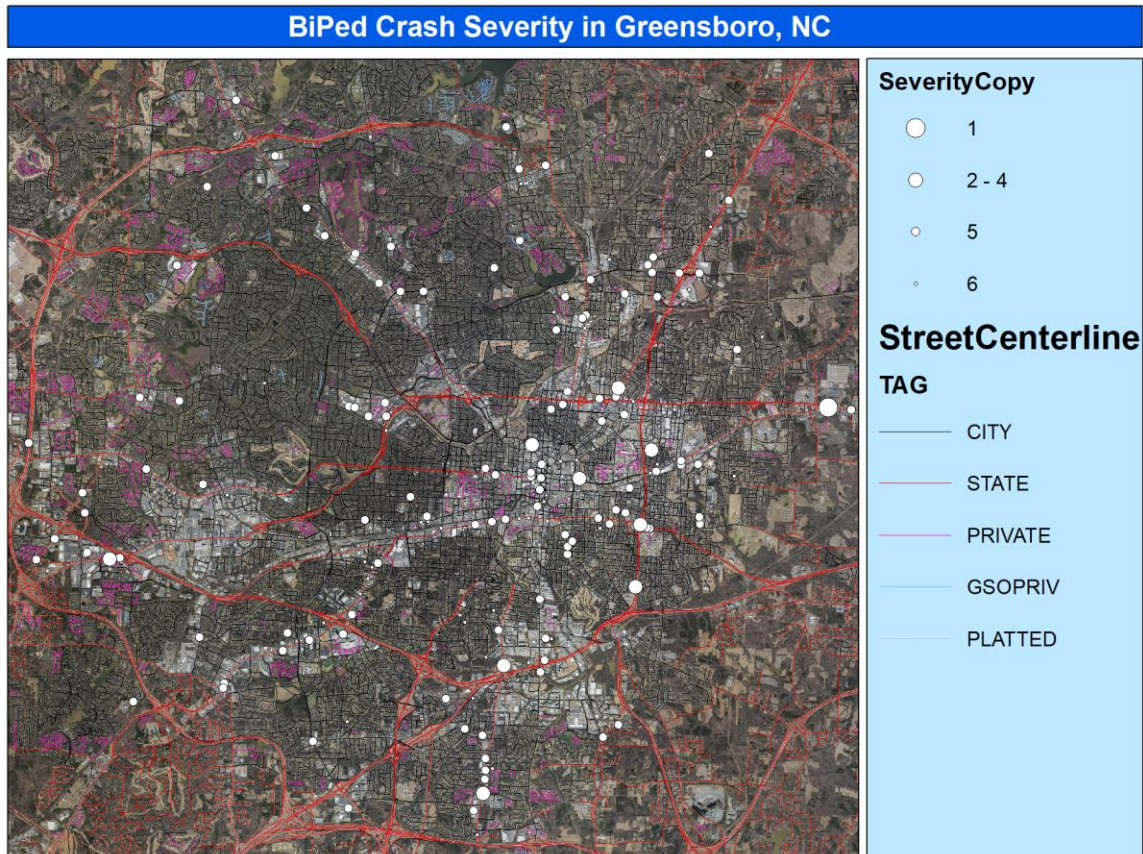 BiPed Crash Severity in Greensboro, NC
SeverityCopy
1
2 - 4
5
6
StreetCenterline
TAG
CITY
STATE
PRIVATE
GSOPRIV
PLATTED